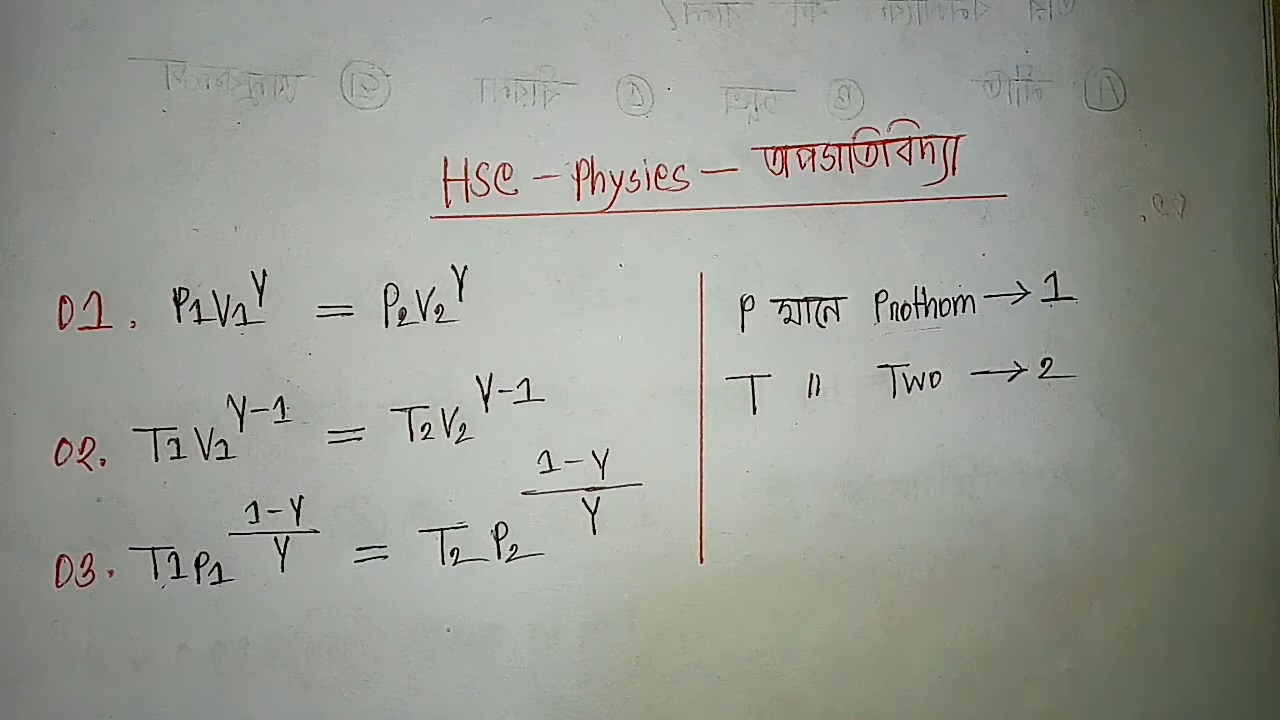 HSC – Physics – তাপগতিবিদ্যা
01. P₁V₁^γ = P₂V₂^γ
02. T₁V₁^(γ-1) = T₂V₂^(γ-1)
03. T₁P₁^((1-γ)/γ) = T₂P₂^((1-γ)/γ)
P মানে Prothom → 1
T 〃 Two → 2